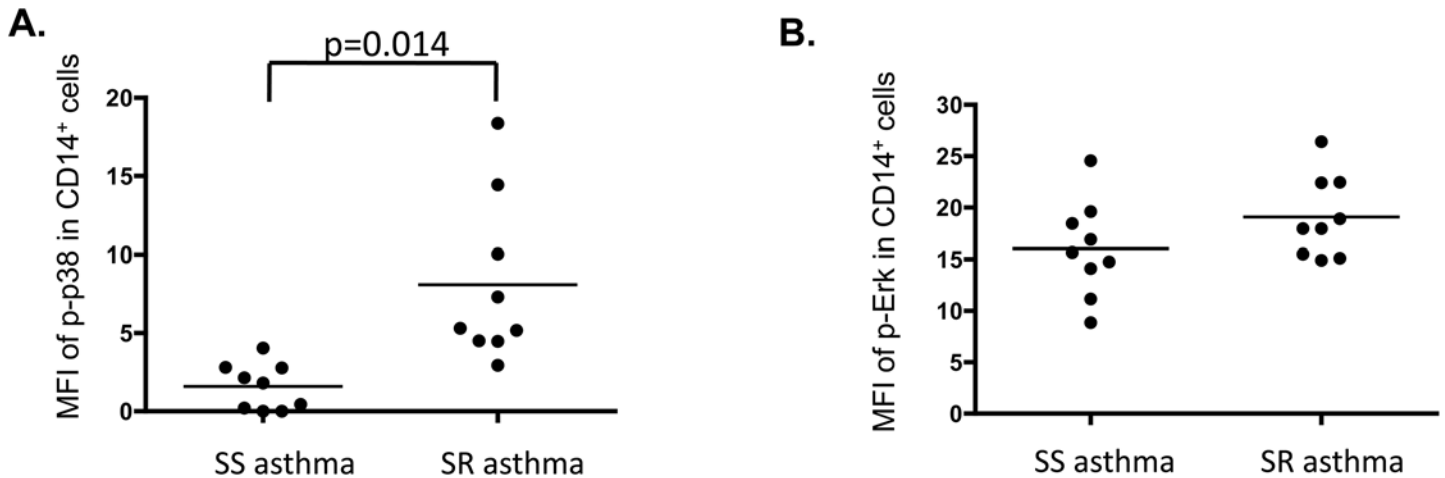 A.
p=0.014
MFI of p-p38 in CD14⁺ cells
20
15
10
5
0
SS asthma
SR asthma
B.
MFI of p-Erk in CD14⁺ cells
30
25
20
15
10
5
0
SS asthma
SR asthma